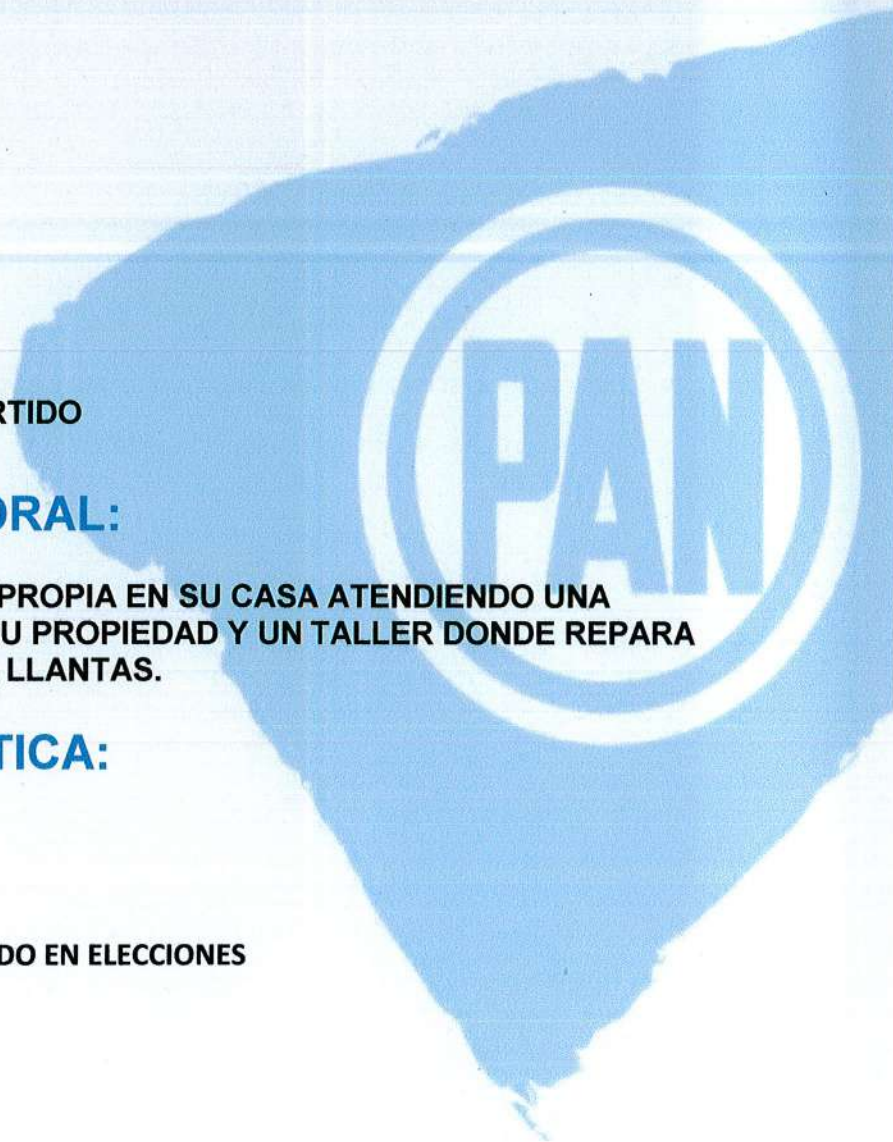 RTIDO
ORAL:
PROPIA EN SU CASA ATENDIENDO UNA
U PROPIEDAD Y UN TALLER DONDE REPARA
LLANTAS.
TICA:
DO EN ELECCIONES
PAN